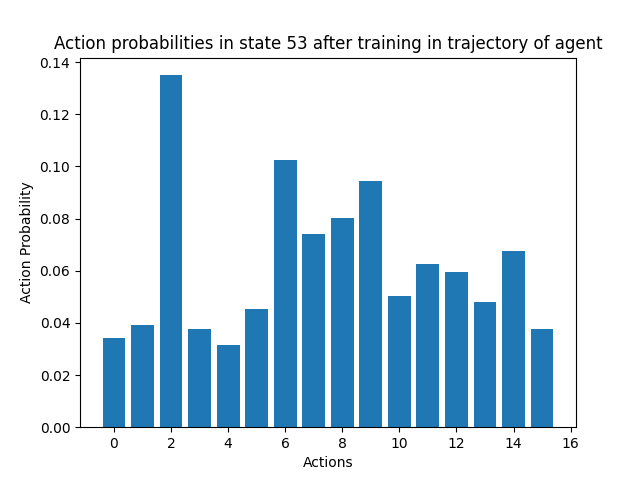 Action probabilities in state 53 after training in trajectory of agent
0.14
0.12
0.10
0.08
0.06
0.04
0.02
0.00
Action Probability
0 2 4 6 8 10 12 14 16
Actions